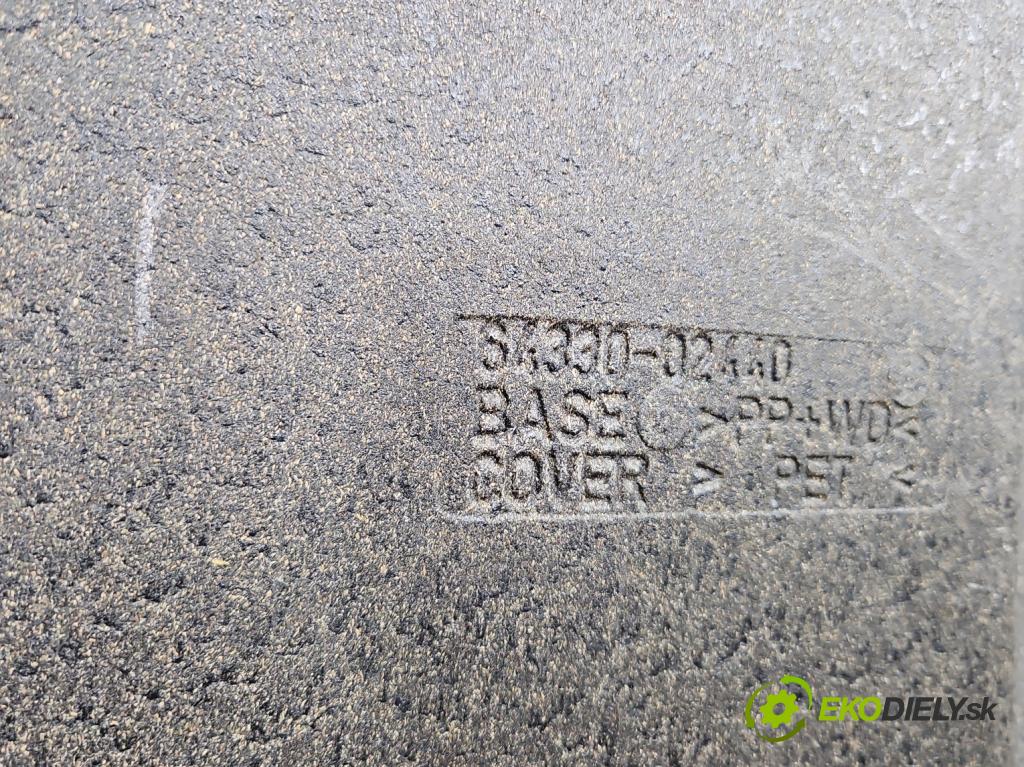 64330-02440
BASE >PP+WD<
COVER > PET <
EKODIELY.sk